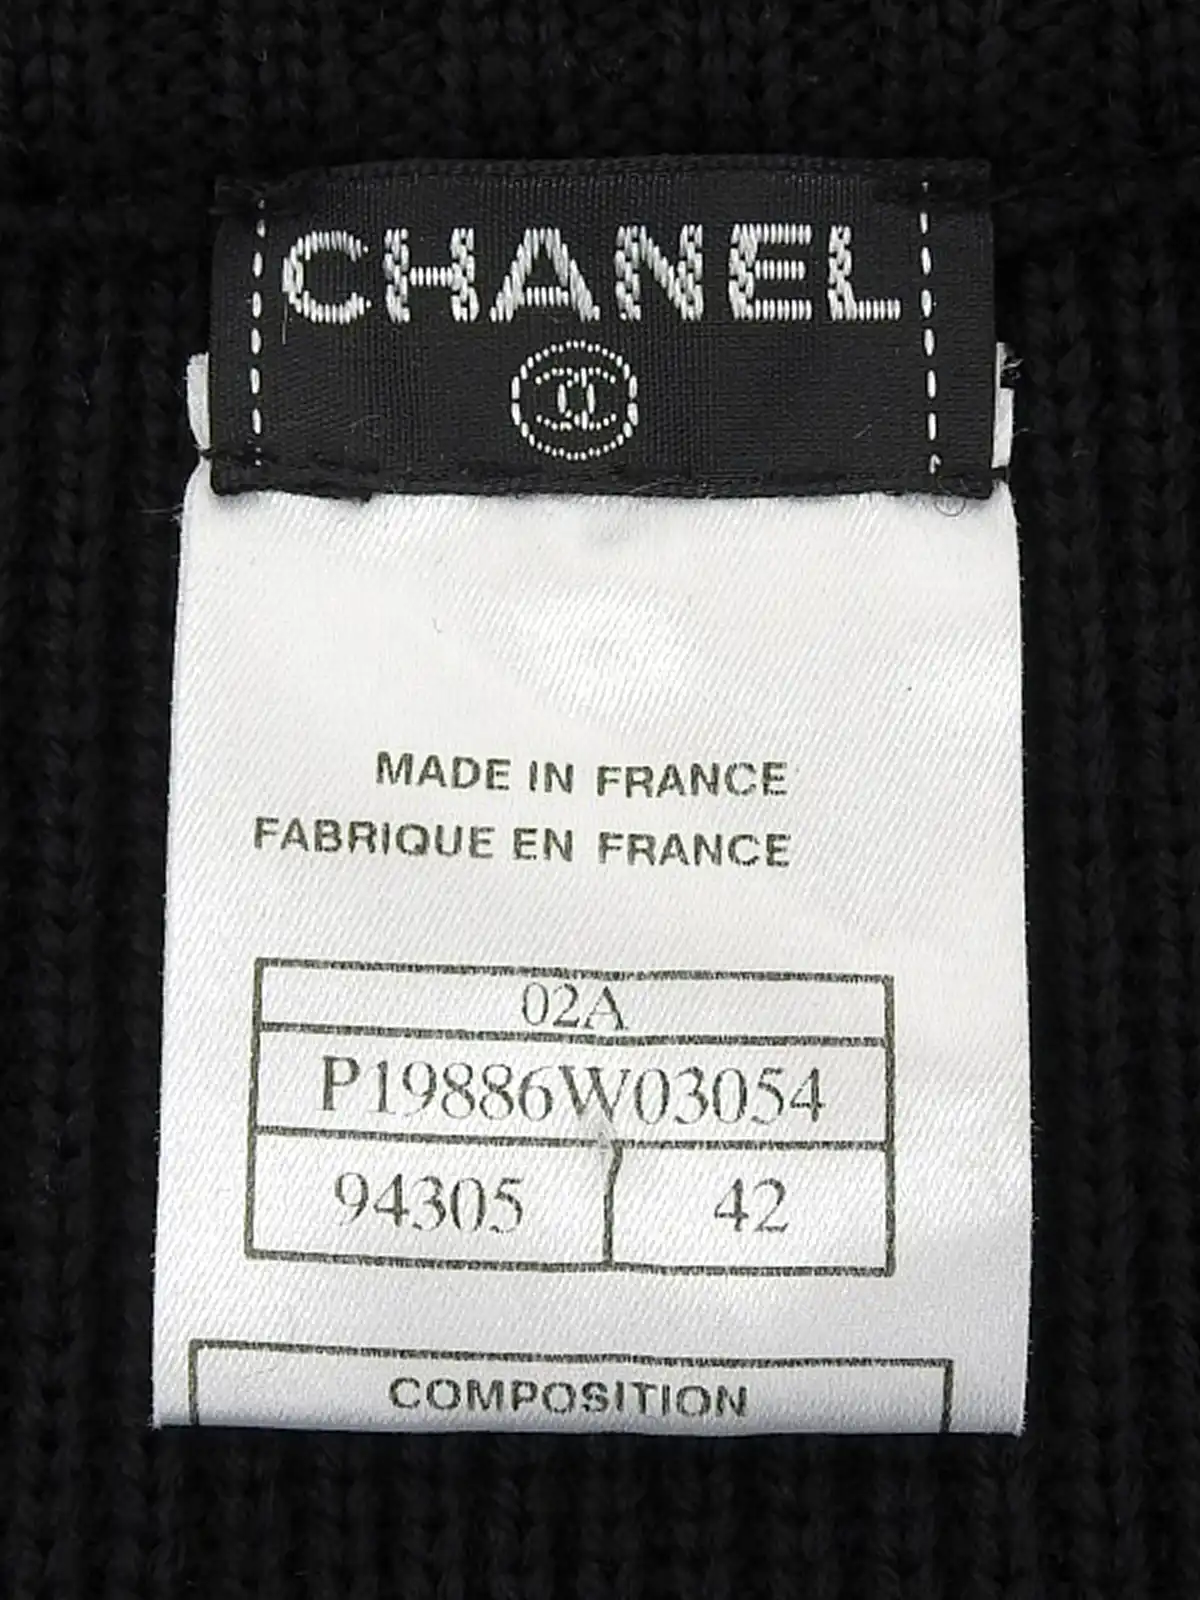 CHANEL
MADE IN FRANCE
FABRIQUE EN FRANCE
02A
P19886W03054
94305 42
COMPOSITION